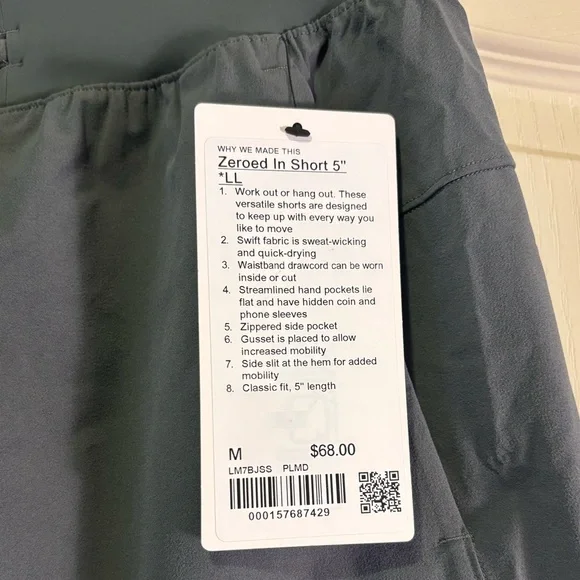 WHY WE MADE THIS
Zeroed In Short 5"
*LL
1. Work out or hang out. These
versatile shorts are designed
to keep up with every way you
like to move
2. Swift fabric is sweat-wicking
and quick-drying
3. Waistband drawcord can be worn
inside or out
4. Streamlined hand pockets lie
flat and have hidden coin and
phone sleeves
5. Zippered side pocket
6. Gusset is placed to allow
increased mobility
7. Side slit at the hem for added
mobility
8. Classic fit, 5" length
M $68.00
LM7BJSS PLMD
000157687429